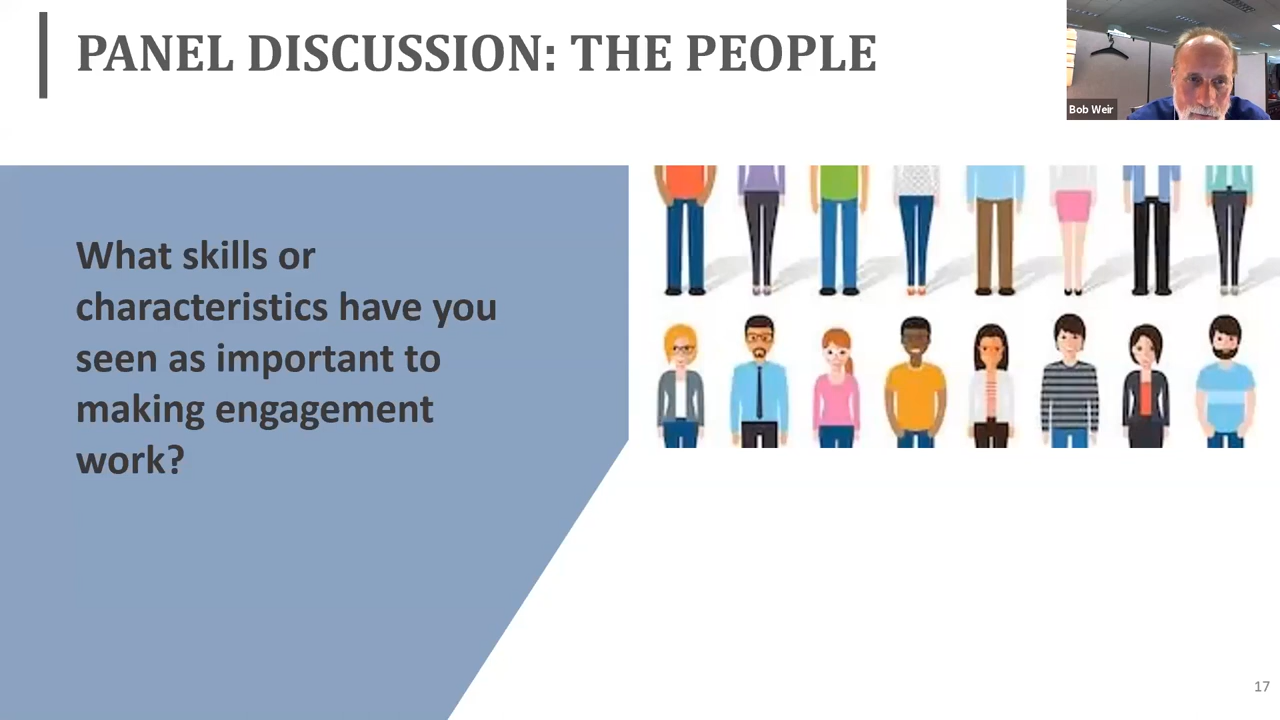 PANEL DISCUSSION: THE PEOPLE
Bob Weir
What skills or
characteristics have you
seen as important to
making engagement
work?
17